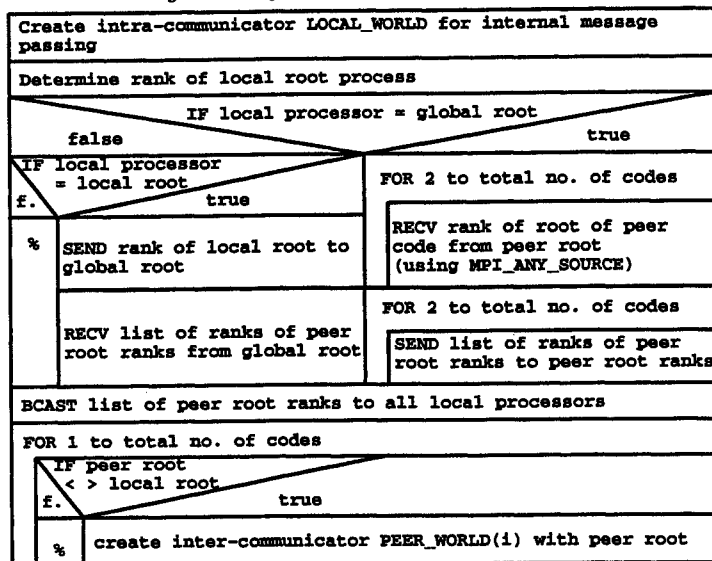 Create intra-communicator LOCAL_WORLD for internal message
passing
Determine rank of local root process
IF local processor = global root
false
true
IF local processor
= local root
f.
true
%
SEND rank of local root to
global root
RECV list of ranks of peer
root ranks from global root
FOR 2 to total no. of codes
RECV rank of root of peer
code from peer root
(using MPI_ANY_SOURCE)
FOR 2 to total no. of codes
SEND list of ranks of peer
root ranks to peer root ranks
BCAST list of peer root ranks to all local processors
FOR 1 to total no. of codes
IF peer root
< > local root
f.
true
%
create inter-communicator PEER_WORLD(i) with peer root